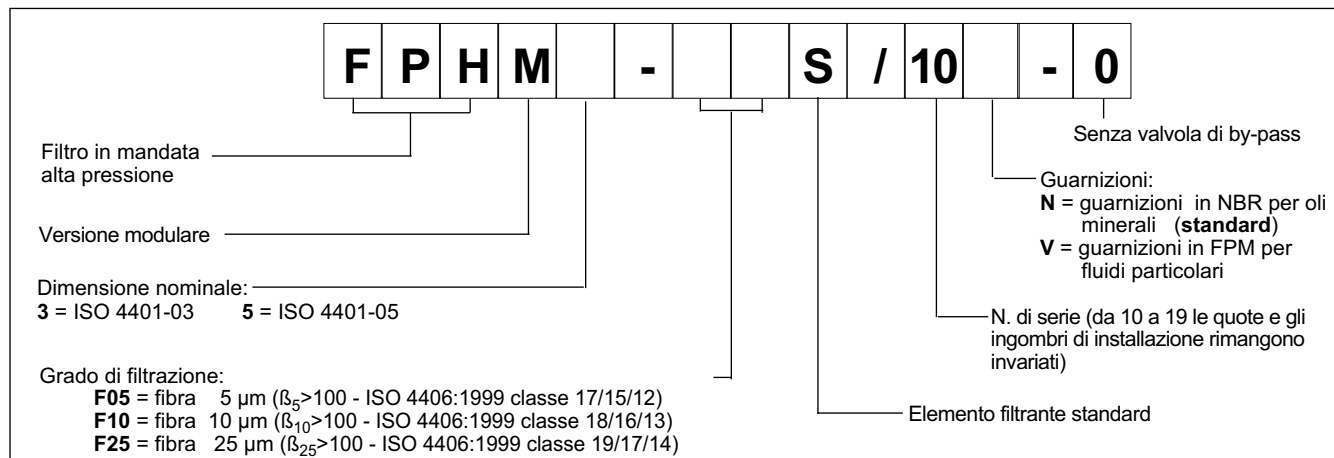 F P H M - S / 10 - 0
Senza valvola di by-pass
Filtro in mandata
alta pressione
Guarnizioni:
N = guarnizioni in NBR per oli
minerali (standard)
V = guarnizioni in FPM per
fluidi particolari
Versione modulare
Dimensione nominale:
3 = ISO 4401-03 5 = ISO 4401-05
N. di serie (da 10 a 19 le quote e gli
ingombri di installazione rimangono
invariati)
Grado di filtrazione:
F05 = fibra 5 µm (ß5>100 - ISO 4406:1999 classe 17/15/12)
F10 = fibra 10 µm (ß10>100 - ISO 4406:1999 classe 18/16/13)
F25 = fibra 25 µm (ß25>100 - ISO 4406:1999 classe 19/17/14)
Elemento filtrante standard